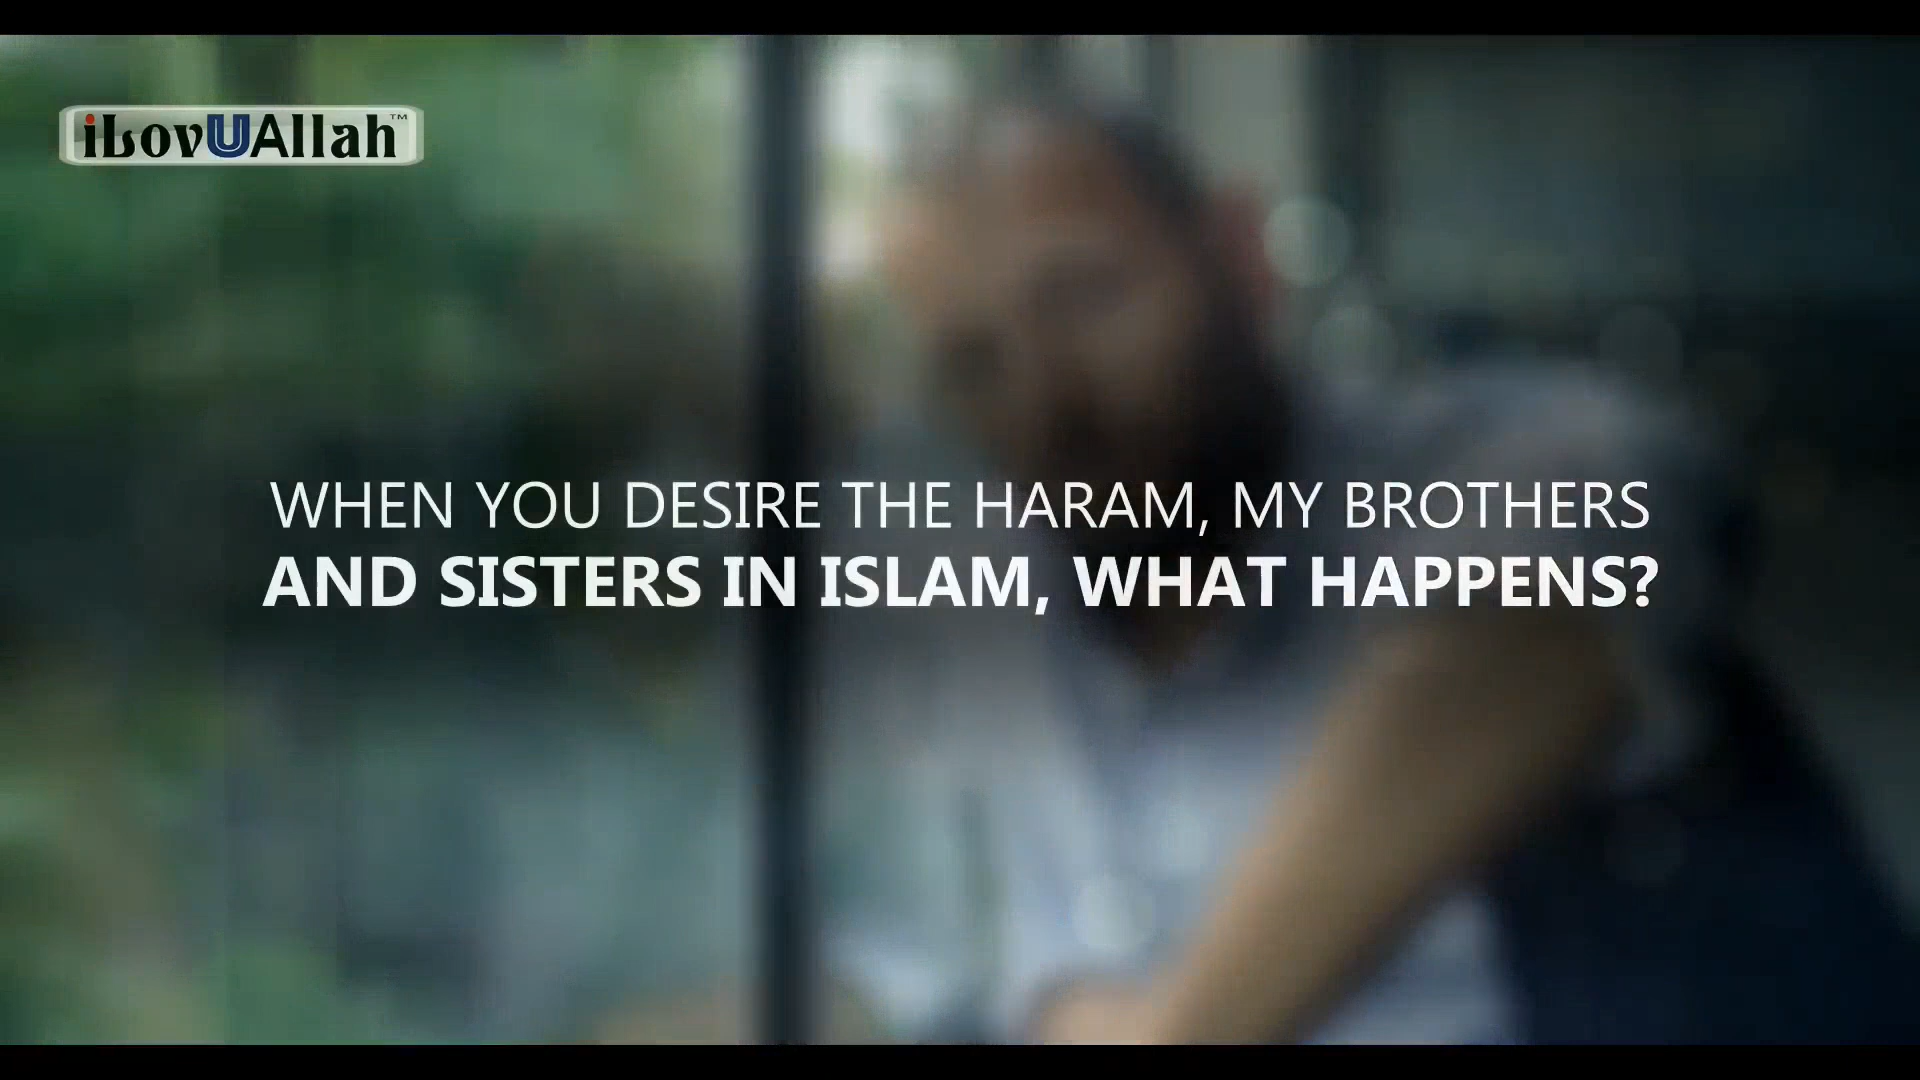 iLovUAllah™
WHEN YOU DESIRE THE HARAM, MY BROTHERS
AND SISTERS IN ISLAM, WHAT HAPPENS?